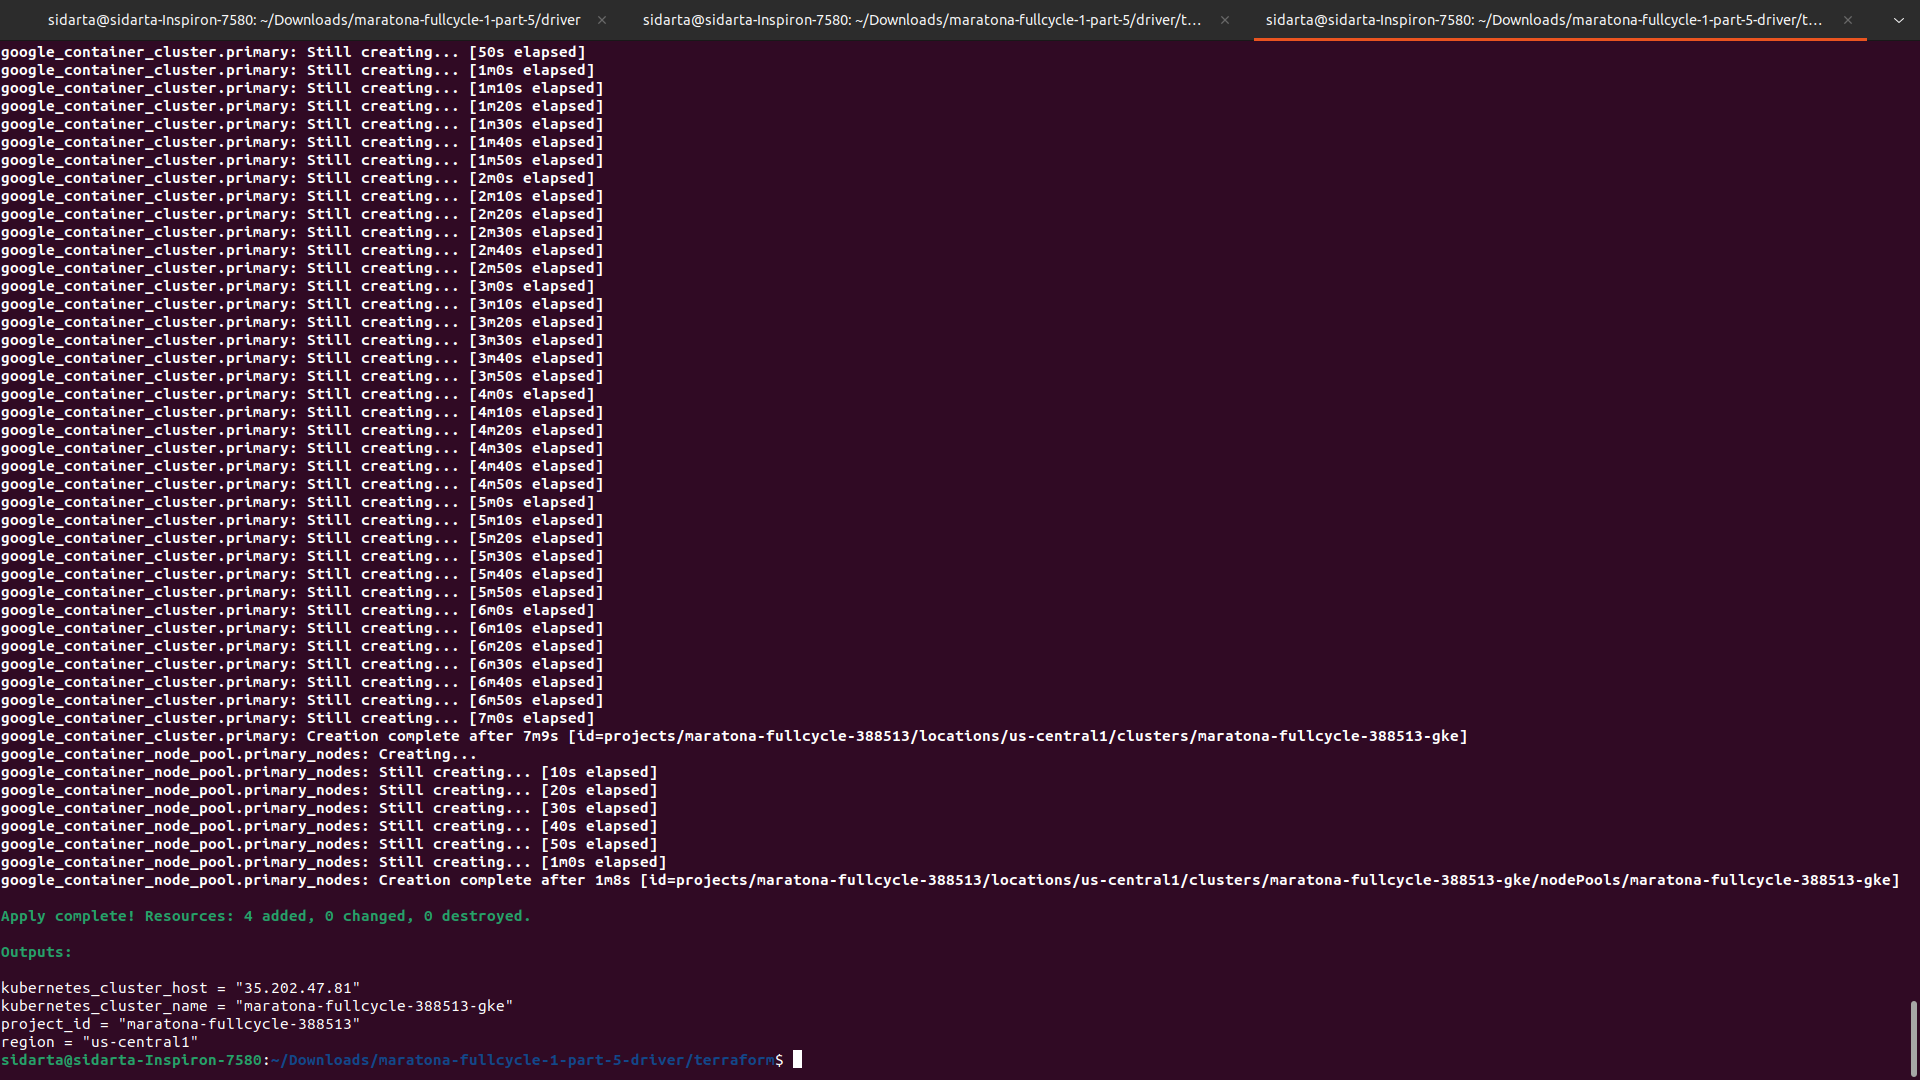 sidarta@sidarta-Inspiron-7580: ~/Downloads/maratona-fullcycle-1-part-5/driver
sidarta@sidarta-Inspiron-7580: ~/Downloads/maratona-fullcycle-1-part-5/driver/t...
sidarta@sidarta-Inspiron-7580: ~/Downloads/maratona-fullcycle-1-part-5-driver/t...
google_container_cluster.primary: Still creating... [50s elapsed]
google_container_cluster.primary: Still creating... [1m0s elapsed]
google_container_cluster.primary: Still creating... [1m10s elapsed]
google_container_cluster.primary: Still creating... [1m20s elapsed]
google_container_cluster.primary: Still creating... [1m30s elapsed]
google_container_cluster.primary: Still creating... [1m40s elapsed]
google_container_cluster.primary: Still creating... [1m50s elapsed]
google_container_cluster.primary: Still creating... [2m0s elapsed]
google_container_cluster.primary: Still creating... [2m10s elapsed]
google_container_cluster.primary: Still creating... [2m20s elapsed]
google_container_cluster.primary: Still creating... [2m30s elapsed]
google_container_cluster.primary: Still creating... [2m40s elapsed]
google_container_cluster.primary: Still creating... [2m50s elapsed]
google_container_cluster.primary: Still creating... [3m0s elapsed]
google_container_cluster.primary: Still creating... [3m10s elapsed]
google_container_cluster.primary: Still creating... [3m20s elapsed]
google_container_cluster.primary: Still creating... [3m30s elapsed]
google_container_cluster.primary: Still creating... [3m40s elapsed]
google_container_cluster.primary: Still creating... [3m50s elapsed]
google_container_cluster.primary: Still creating... [4m0s elapsed]
google_container_cluster.primary: Still creating... [4m10s elapsed]
google_container_cluster.primary: Still creating... [4m20s elapsed]
google_container_cluster.primary: Still creating... [4m30s elapsed]
google_container_cluster.primary: Still creating... [4m40s elapsed]
google_container_cluster.primary: Still creating... [4m50s elapsed]
google_container_cluster.primary: Still creating... [5m0s elapsed]
google_container_cluster.primary: Still creating... [5m10s elapsed]
google_container_cluster.primary: Still creating... [5m20s elapsed]
google_container_cluster.primary: Still creating... [5m30s elapsed]
google_container_cluster.primary: Still creating... [5m40s elapsed]
google_container_cluster.primary: Still creating... [5m50s elapsed]
google_container_cluster.primary: Still creating... [6m0s elapsed]
google_container_cluster.primary: Still creating... [6m10s elapsed]
google_container_cluster.primary: Still creating... [6m20s elapsed]
google_container_cluster.primary: Still creating... [6m30s elapsed]
google_container_cluster.primary: Still creating... [6m40s elapsed]
google_container_cluster.primary: Still creating... [6m50s elapsed]
google_container_cluster.primary: Still creating... [7m0s elapsed]
google_container_cluster.primary: Creation complete after 7m9s [id=projects/maratona-fullcycle-388513/locations/us-central1/clusters/maratona-fullcycle-388513-gke]
google_container_node_pool.primary_nodes: Creating...
google_container_node_pool.primary_nodes: Still creating... [10s elapsed]
google_container_node_pool.primary_nodes: Still creating... [20s elapsed]
google_container_node_pool.primary_nodes: Still creating... [30s elapsed]
google_container_node_pool.primary_nodes: Still creating... [40s elapsed]
google_container_node_pool.primary_nodes: Still creating... [50s elapsed]
google_container_node_pool.primary_nodes: Still creating... [1m0s elapsed]
google_container_node_pool.primary_nodes: Creation complete after 1m8s [id=projects/maratona-fullcycle-388513/locations/us-central1/clusters/maratona-fullcycle-388513-gke/nodePools/maratona-fullcycle-388513-gke]
Apply complete! Resources: 4 added, 0 changed, 0 destroyed.
Outputs:
kubernetes_cluster_host = "35.202.47.81"
kubernetes_cluster_name = "maratona-fullcycle-388513-gke"
project_id = "maratona-fullcycle-388513"
region = "us-central1"
sidarta@sidarta-Inspiron-7580:~/Downloads/maratona-fullcycle-1-part-5-driver/terraform$